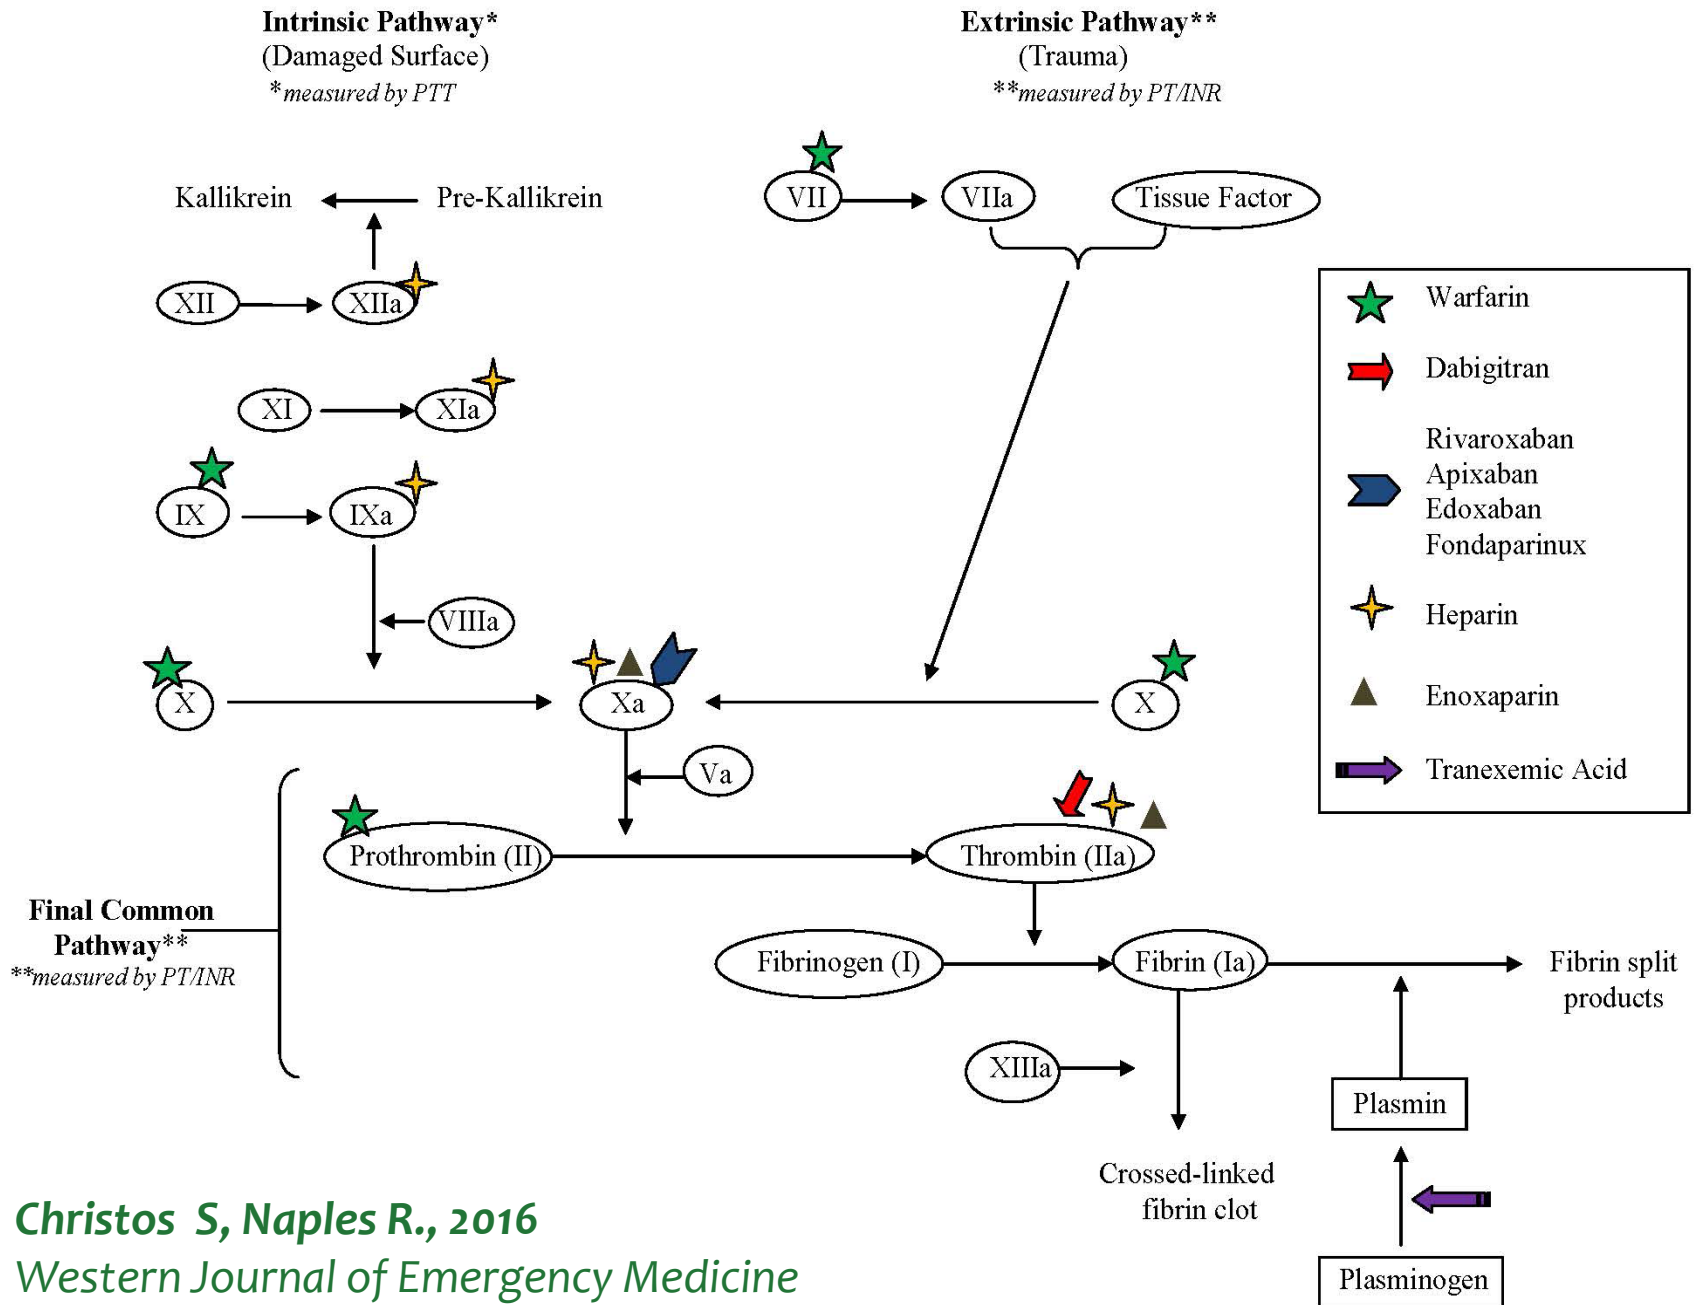 Intrinsic Pathway*
(Damaged Surface)
*measured by PTT
Extrinsic Pathway**
(Trauma)
**measured by PT/INR
Kallikrein
Pre-Kallikrein
VII
VIIa
Tissue Factor
XII
XIIa
XI
XIa
IX
IXa
VIIIa
X
Xa
X
Va
Prothrombin (II)
Thrombin (IIa)
Final Common
Pathway**
**measured by PT/INR
Fibrinogen (I)
Fibrin (Ia)
Fibrin split
products
XIIIa
Plasmin
Crossed-linked
fibrin clot
Plasminogen
Warfarin
Dabigitran
Rivaroxaban
Apixaban
Edoxaban
Fondaparinux
Heparin
Enoxaparin
Tranexemic Acid
Christos S, Naples R., 2016
Western Journal of Emergency Medicine